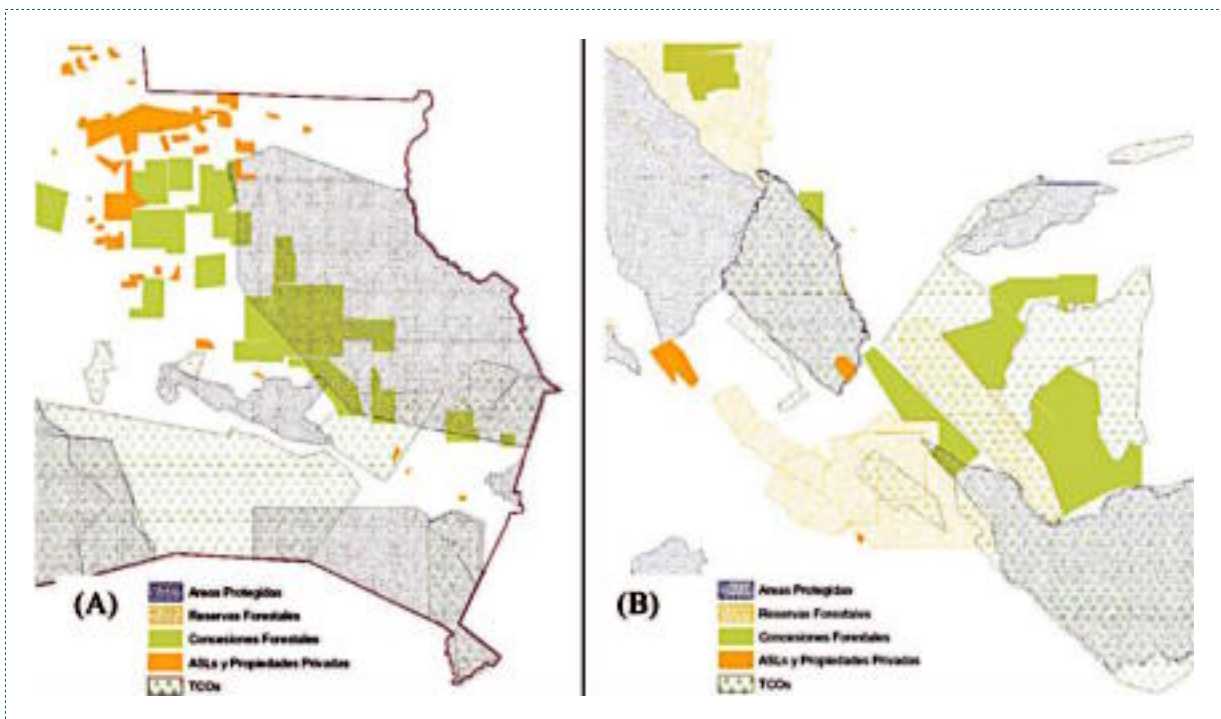 (A)
Areas Protegidas
Reservas Forestales
Concesiones Forestales
ASLs y Propiedades Privadas
TCOs
(B)
Areas Protegidas
Reservas Forestales
Concesiones Forestales
ASLs y Propiedades Privadas
TCOs